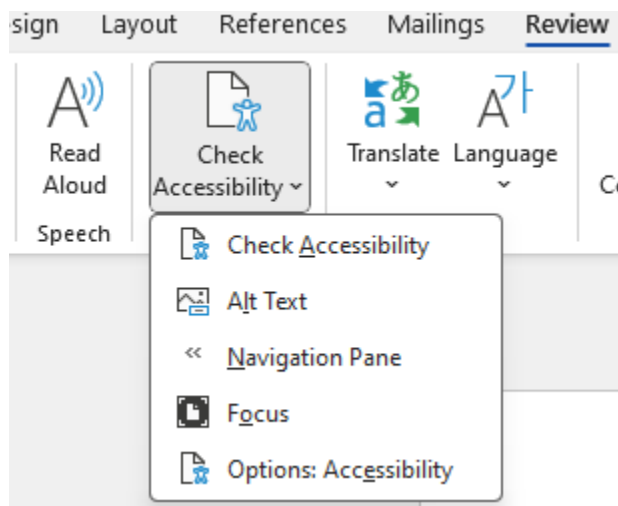 sign Layout References Mailings Review
Read Aloud
Check Accessibility
Translate Language
Speech
Check Accessibility
Alt Text
Navigation Pane
Focus
Options: Accessibility